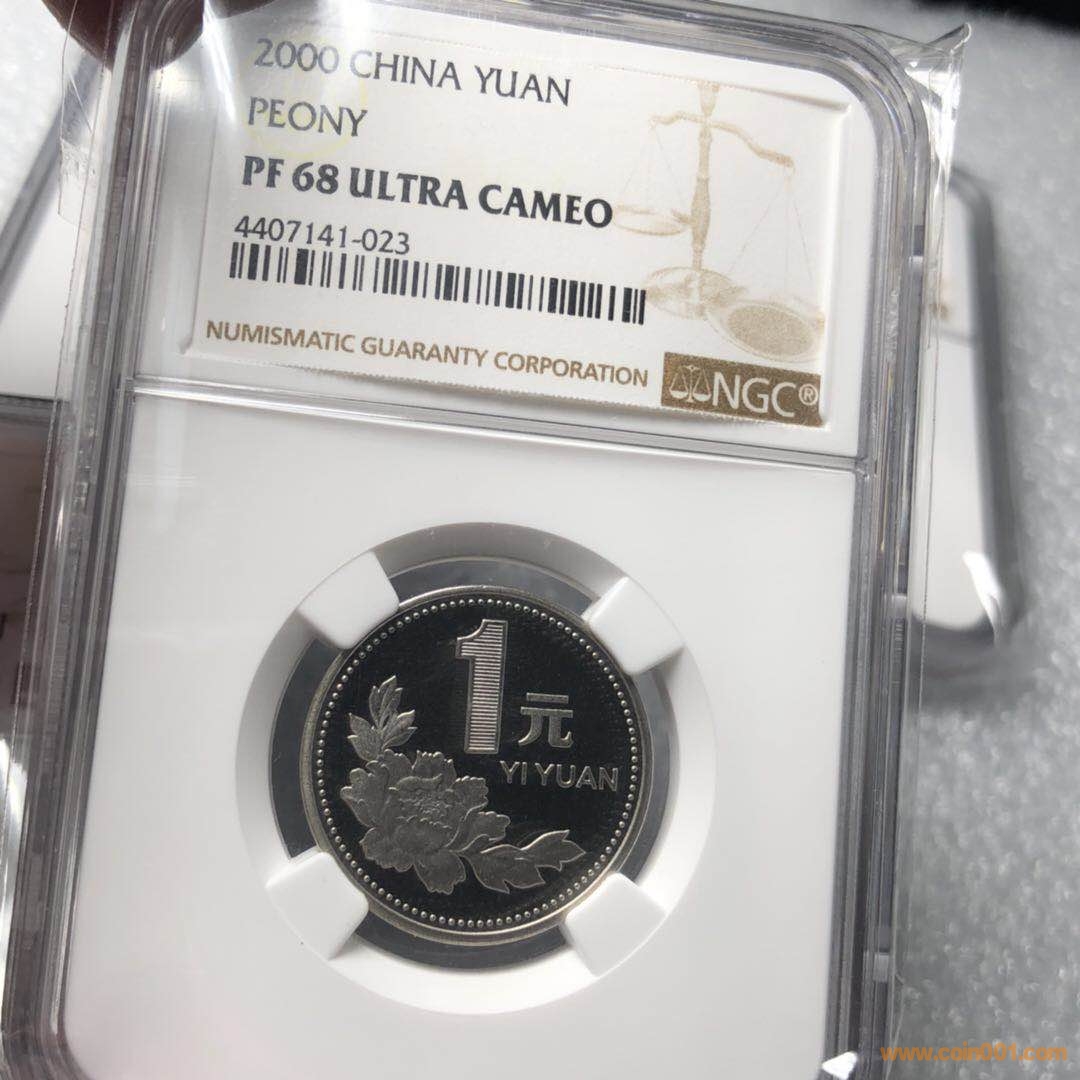 2000 CHINA YUAN
PEONY
PF 68 ULTRA CAMEO
4407141-023
NUMISMATIC GUARANTY CORPORATION
NGC®
1
元
YI YUAN
www.coin001.com